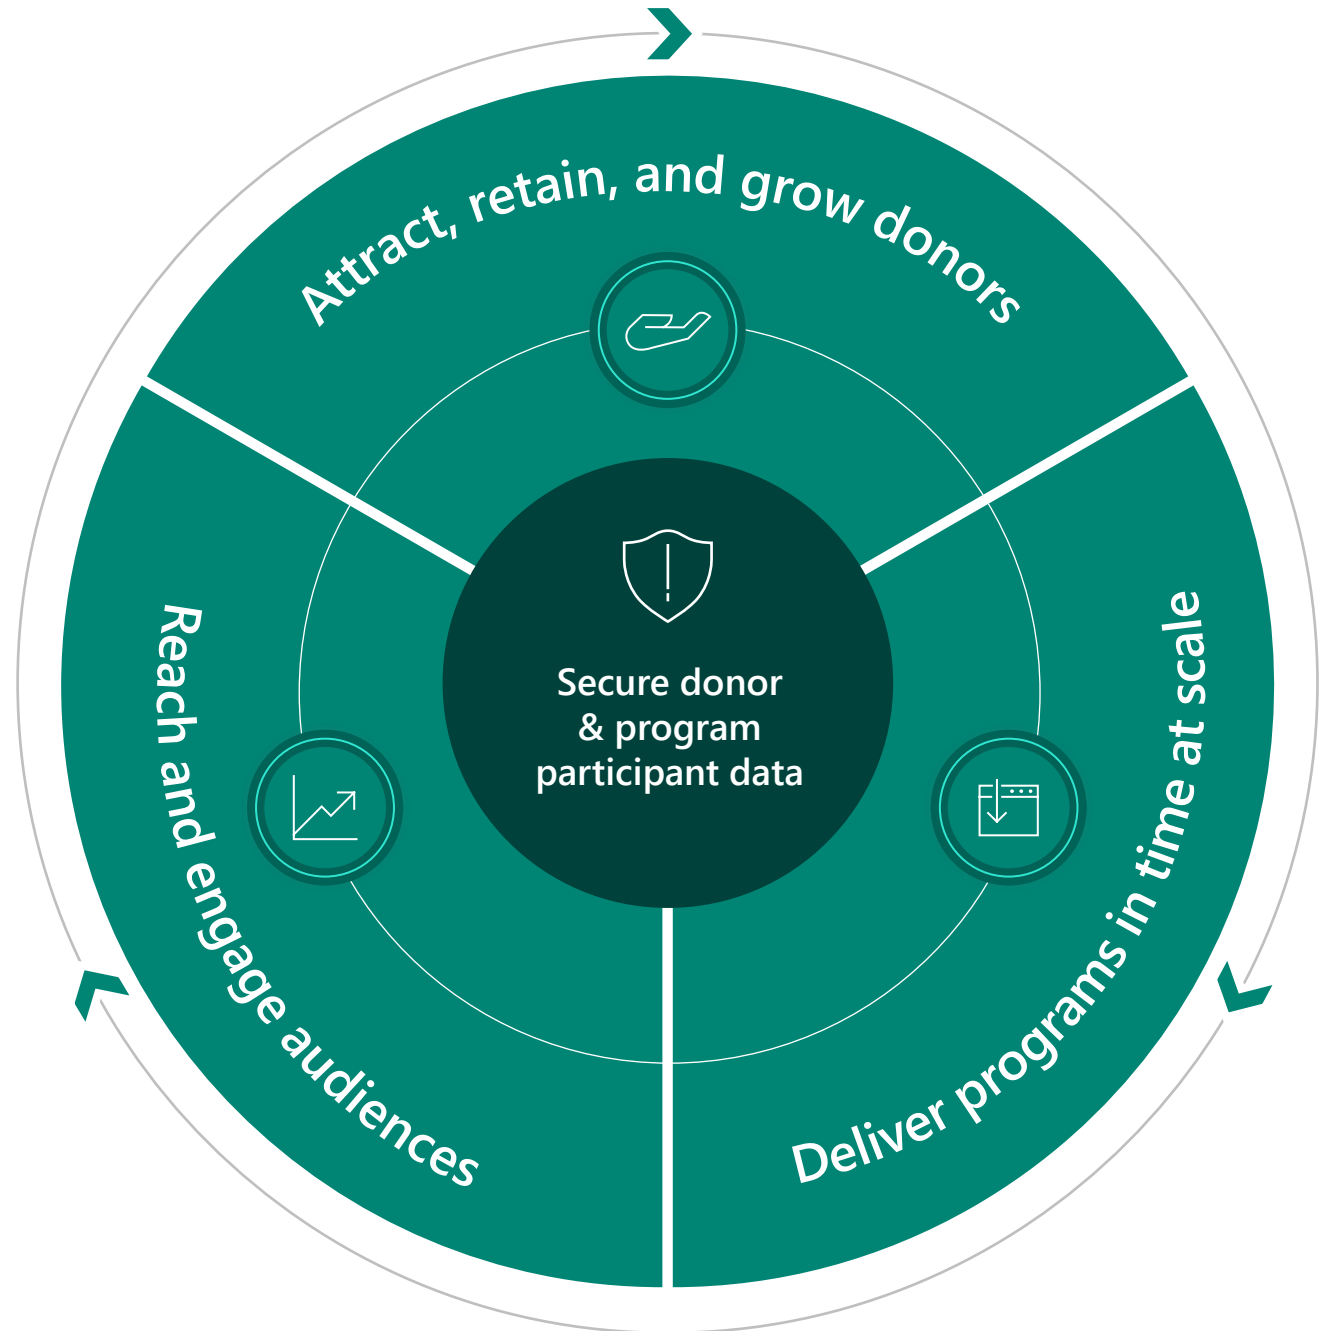 Attract, retain, and grow donors
Deliver programs in time at scale
Reach and engage audiences
Secure donor
& program
participant data